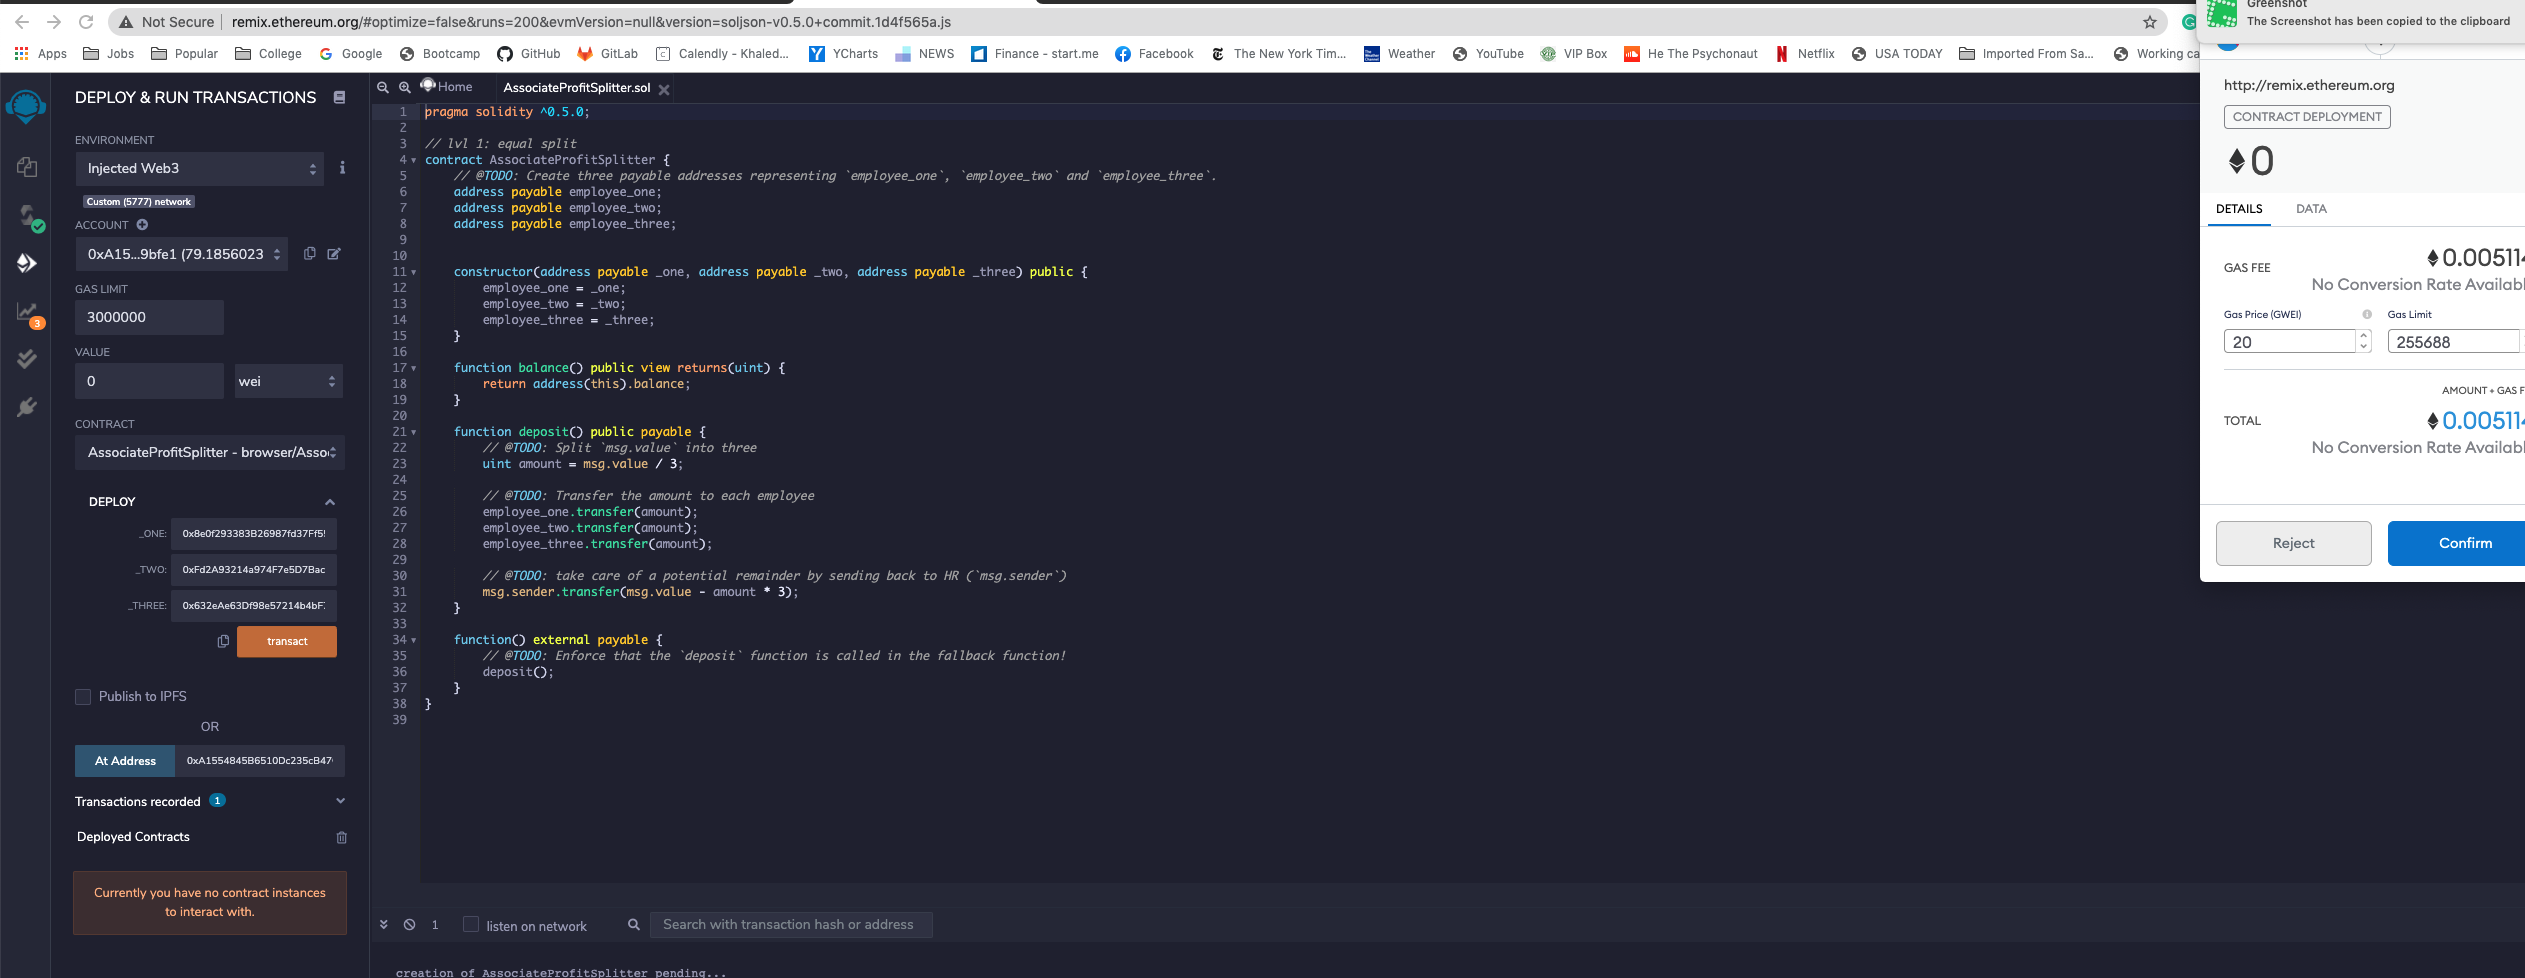 Not Secure | remix.ethereum.org/#optimize=false&runs=200&evmVersion=null&version=soljson-v0.5.0+commit.1d4f565a.js
Greenshot
The Screenshot has been copied to the clipboard
Apps Jobs Popular College Google Bootcamp GitHub GitLab Calendly - Khaled... YCharts NEWS Finance - start.me Facebook The New York Tim... Weather YouTube VIP Box He The Psychonaut Netflix USA TODAY Imported From Sa... Working ca
DEPLOY & RUN TRANSACTIONS
ENVIRONMENT
Injected Web3
Custom (5777) network
ACCOUNT
0xA15...9bfe1 (79.1856023
GAS LIMIT
3000000
3
VALUE
0
wei
CONTRACT
AssociateProfitSplitter - browser/Asso
DEPLOY
_ONE: 0x8e0f293383B26987fd37Ff5
_TWO: 0xFd2A93214a974F7e5D7Bac
_THREE: 0x632eAe63Df98e57214b4bF
transact
Publish to IPFS
OR
At Address 0xA1554845B6510Dc235cB47
Transactions recorded 1
Deployed Contracts
Currently you have no contract instances
to interact with.
Home AssociateProfitSplitter.sol
1 pragma solidity ^0.5.0;
2
3 // lvl 1: equal split
4 contract AssociateProfitSplitter {
5 // @TODO: Create three payable addresses representing `employee_one`, `employee_two` and `employee_three`.
6 address payable employee_one;
7 address payable employee_two;
8 address payable employee_three;
9
10
11 constructor(address payable _one, address payable _two, address payable _three) public {
12 employee_one = _one;
13 employee_two = _two;
14 employee_three = _three;
15 }
16
17 function balance() public view returns(uint) {
18 return address(this).balance;
19 }
20
21 function deposit() public payable {
22 // @TODO: Split `msg.value` into three
23 uint amount = msg.value / 3;
24
25 // @TODO: Transfer the amount to each employee
26 employee_one.transfer(amount);
27 employee_two.transfer(amount);
28 employee_three.transfer(amount);
29
30 // @TODO: take care of a potential remainder by sending back to HR (`msg.sender`)
31 msg.sender.transfer(msg.value - amount * 3);
32 }
33
34 function() external payable {
35 // @TODO: Enforce that the `deposit` function is called in the fallback function!
36 deposit();
37 }
38 }
39
1 listen on network Search with transaction hash or address
creation of AssociateProfitSplitter pending...
http://remix.ethereum.org
CONTRACT DEPLOYMENT
0
DETAILS DATA
GAS FEE 0.005114
No Conversion Rate Availabl
Gas Price (GWEI) Gas Limit
20 255688
AMOUNT + GAS F
TOTAL 0.005114
No Conversion Rate Availabl
Reject Confirm